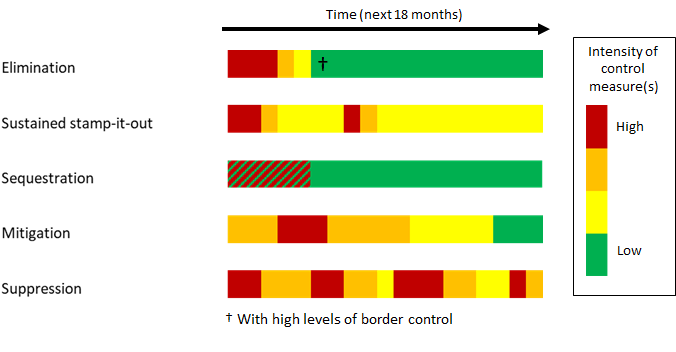 Time (next 18 months)
Elimination
†
Sustained stamp-it-out
Sequestration
Mitigation
Suppression
† With high levels of border control
Intensity of
control
measure(s)
High
Low